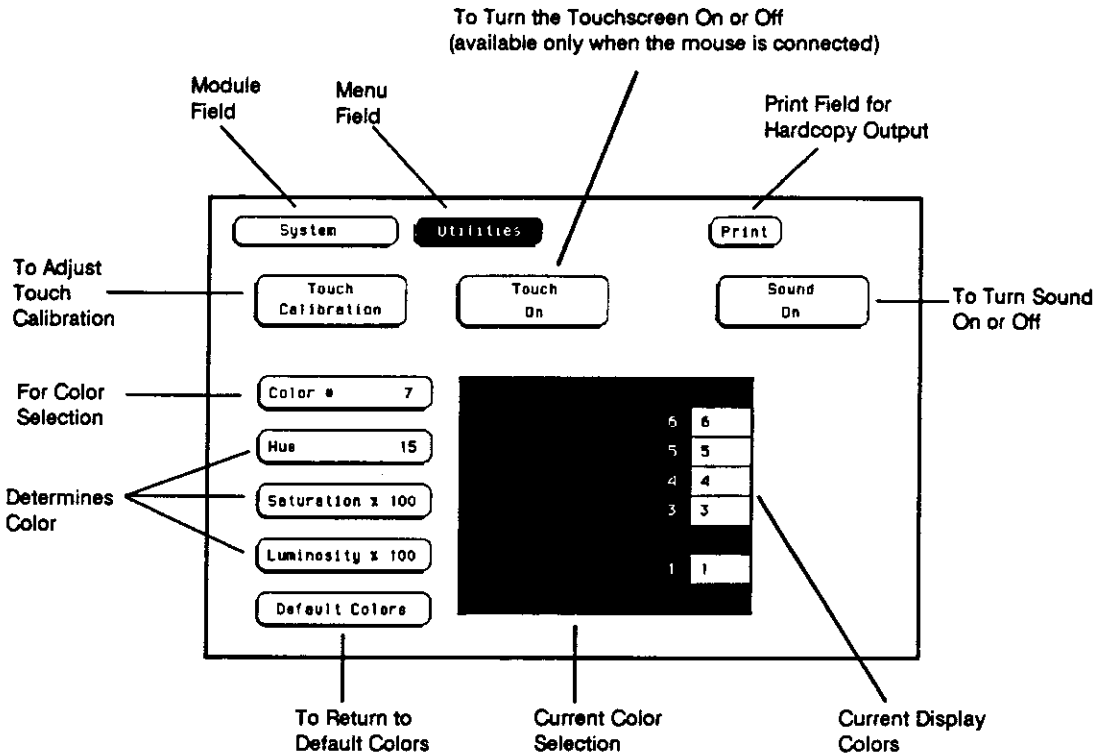 To Turn the Touchscreen On or Off
(available only when the mouse is connected)
Module
Field
Menu
Field
Print Field for
Hardcopy Output
System
Utilities
Print
To Adjust
Touch
Calibration
Touch
Calibration
Touch
On
Sound
On
To Turn Sound
On or Off
For Color
Selection
Color # 7
Hue 15
Saturation % 100
Luminosity % 100
Default Colors
Determines
Color
6 6
5 5
4 4
3 3
1 1
To Return to
Default Colors
Current Color
Selection
Current Display
Colors